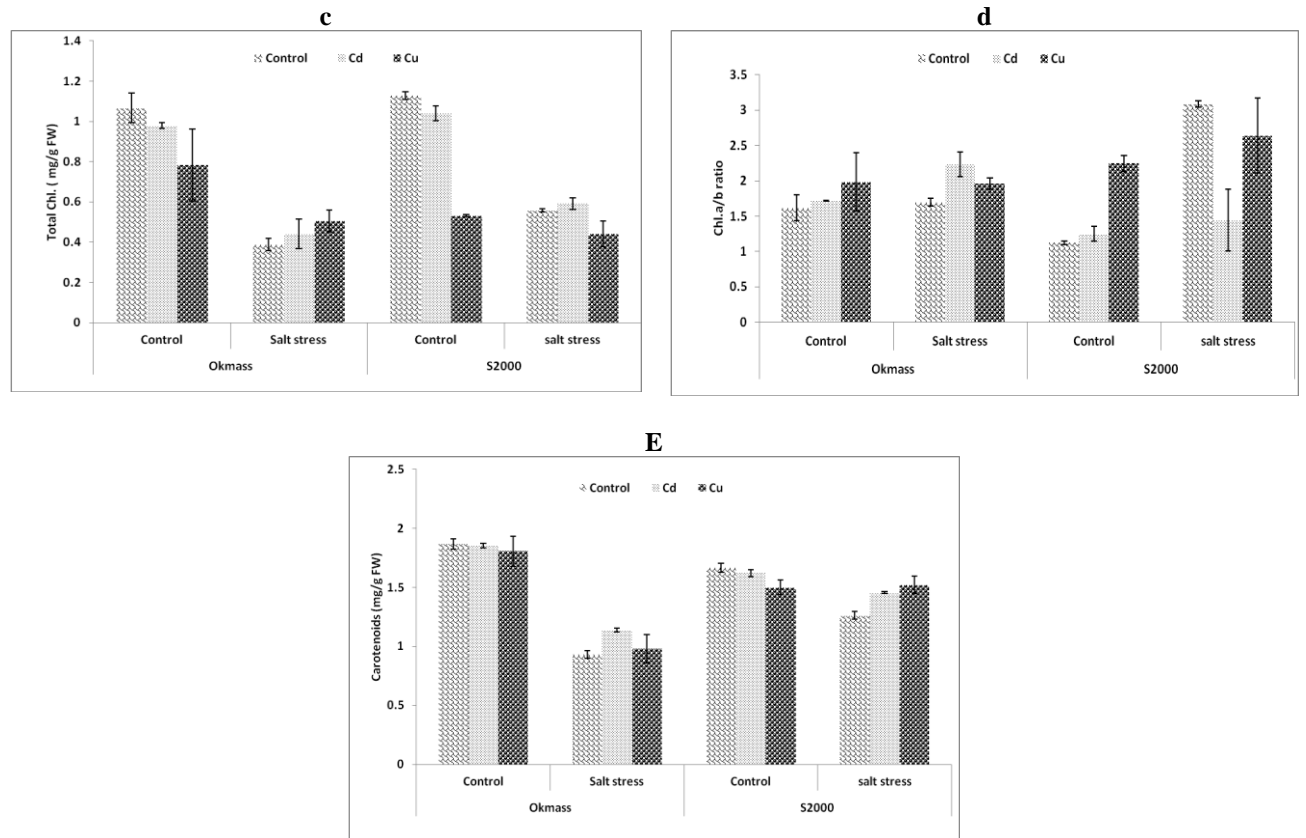 c
1.4
1.2
1
0.8
0.6
0.4
0.2
0
Total Chl. ( mg/g FW)
Control Cd Cu
Control Salt stress Control salt stress
Okmass S2000
d
3.5
3
2.5
2
1.5
1
0.5
0
Chl.a/b ratio
Control Cd Cu
Control Salt stress Control salt stress
Okmass S2000
E
2.5
2
1.5
1
0.5
0
Carotenoids (mg/g FW)
Control Cd Cu
Control Salt stress Control salt stress
Okmass S2000